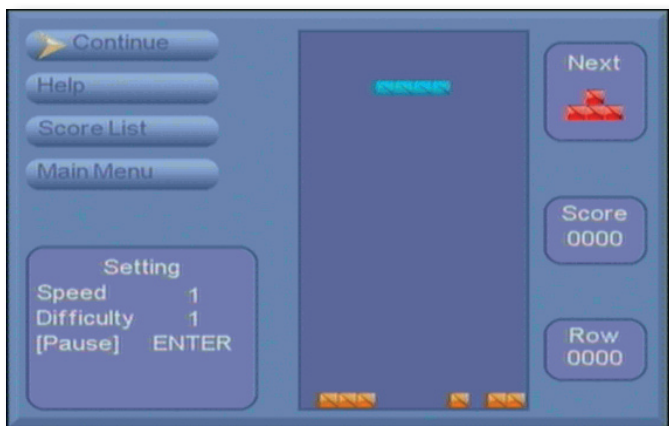 Continue
Help
Score List
Main Menu
Setting
Speed 1
Difficulty 1
[Pause] ENTER
Next
Score
0000
Row
0000